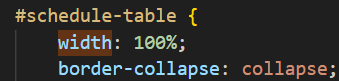 #schedule-table {
width: 100%;
border-collapse: collapse;